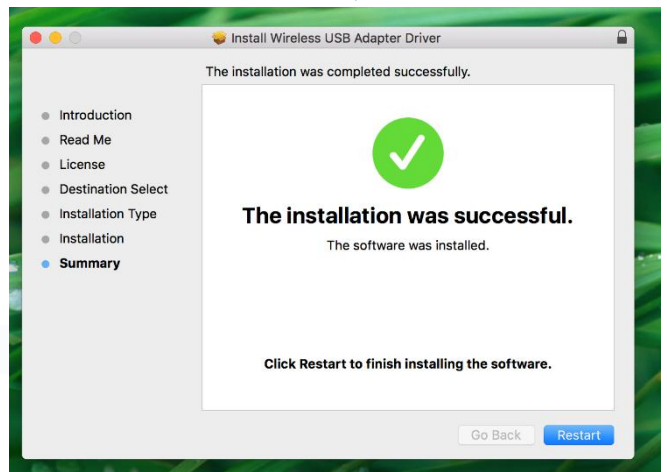 Install Wireless USB Adapter Driver
The installation was completed successfully.
Introduction
Read Me
License
Destination Select
Installation Type
Installation
Summary
The installation was successful.
The software was installed.
Click Restart to finish installing the software.
Go Back
Restart